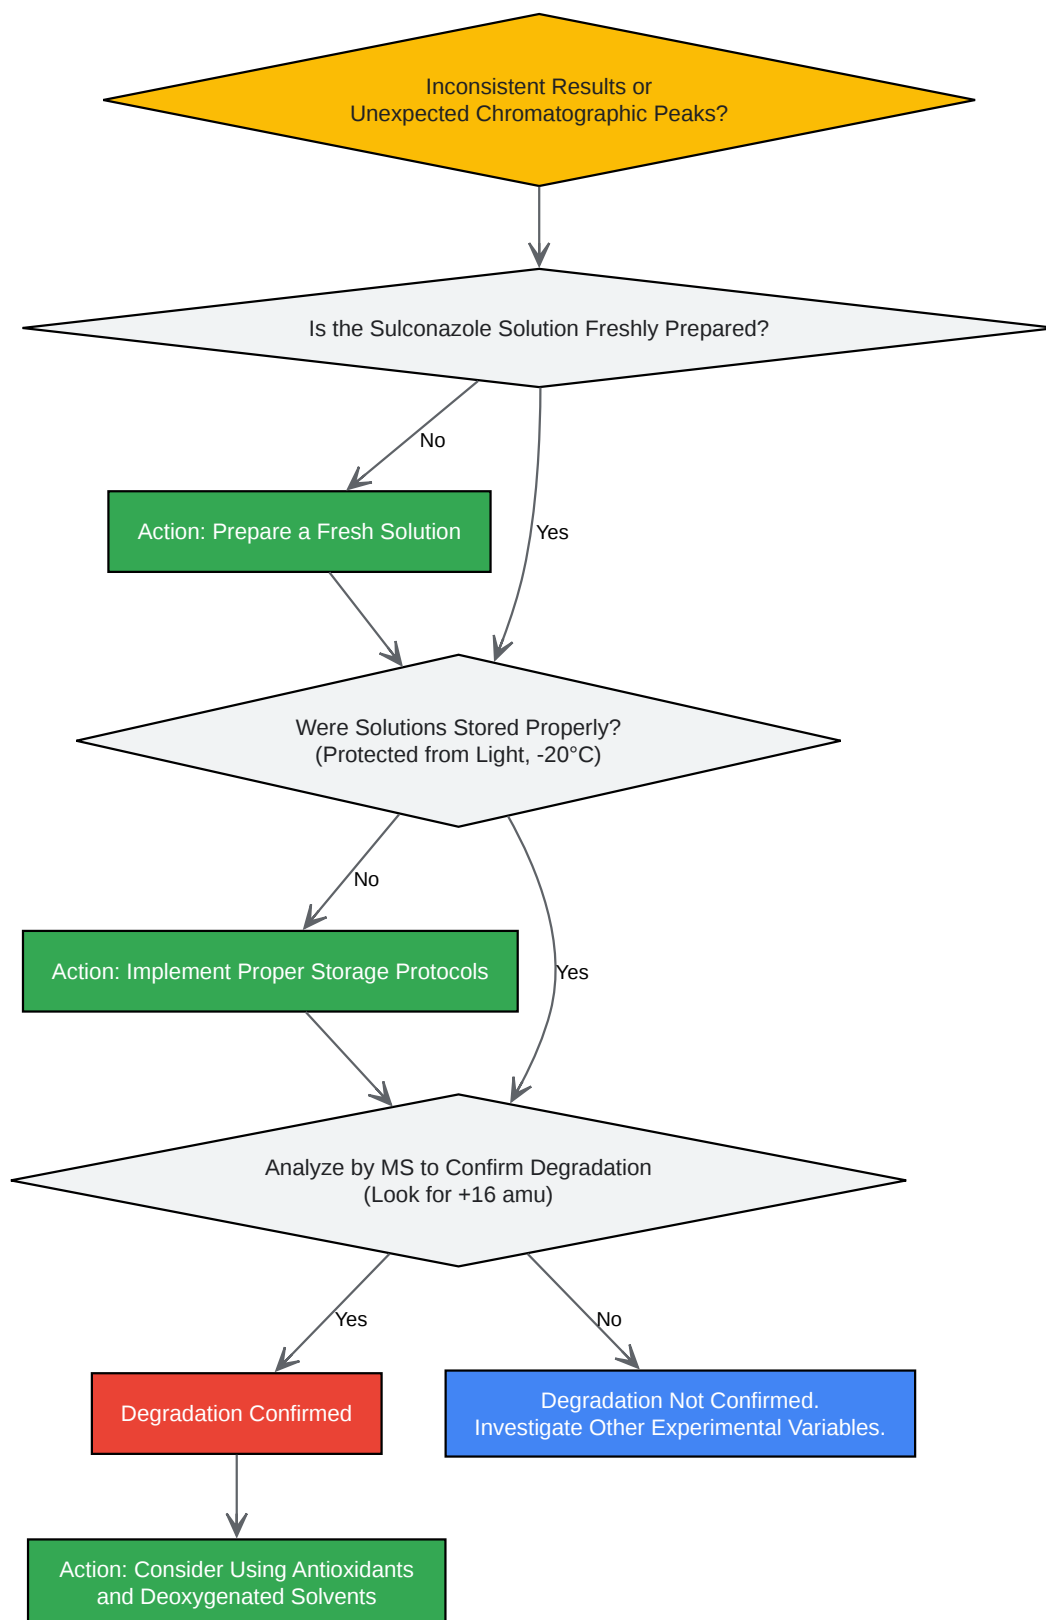 Inconsistent Results or
Unexpected Chromatographic Peaks?
Is the Sulconazole Solution Freshly Prepared?
No
Action: Prepare a Fresh Solution
Yes
Were Solutions Stored Properly?
(Protected from Light, -20°C)
No
Action: Implement Proper Storage Protocols
Yes
Analyze by MS to Confirm Degradation
(Look for +16 amu)
Yes
No
Degradation Confirmed
Degradation Not Confirmed.
Investigate Other Experimental Variables.
Action: Consider Using Antioxidants
and Deoxygenated Solvents